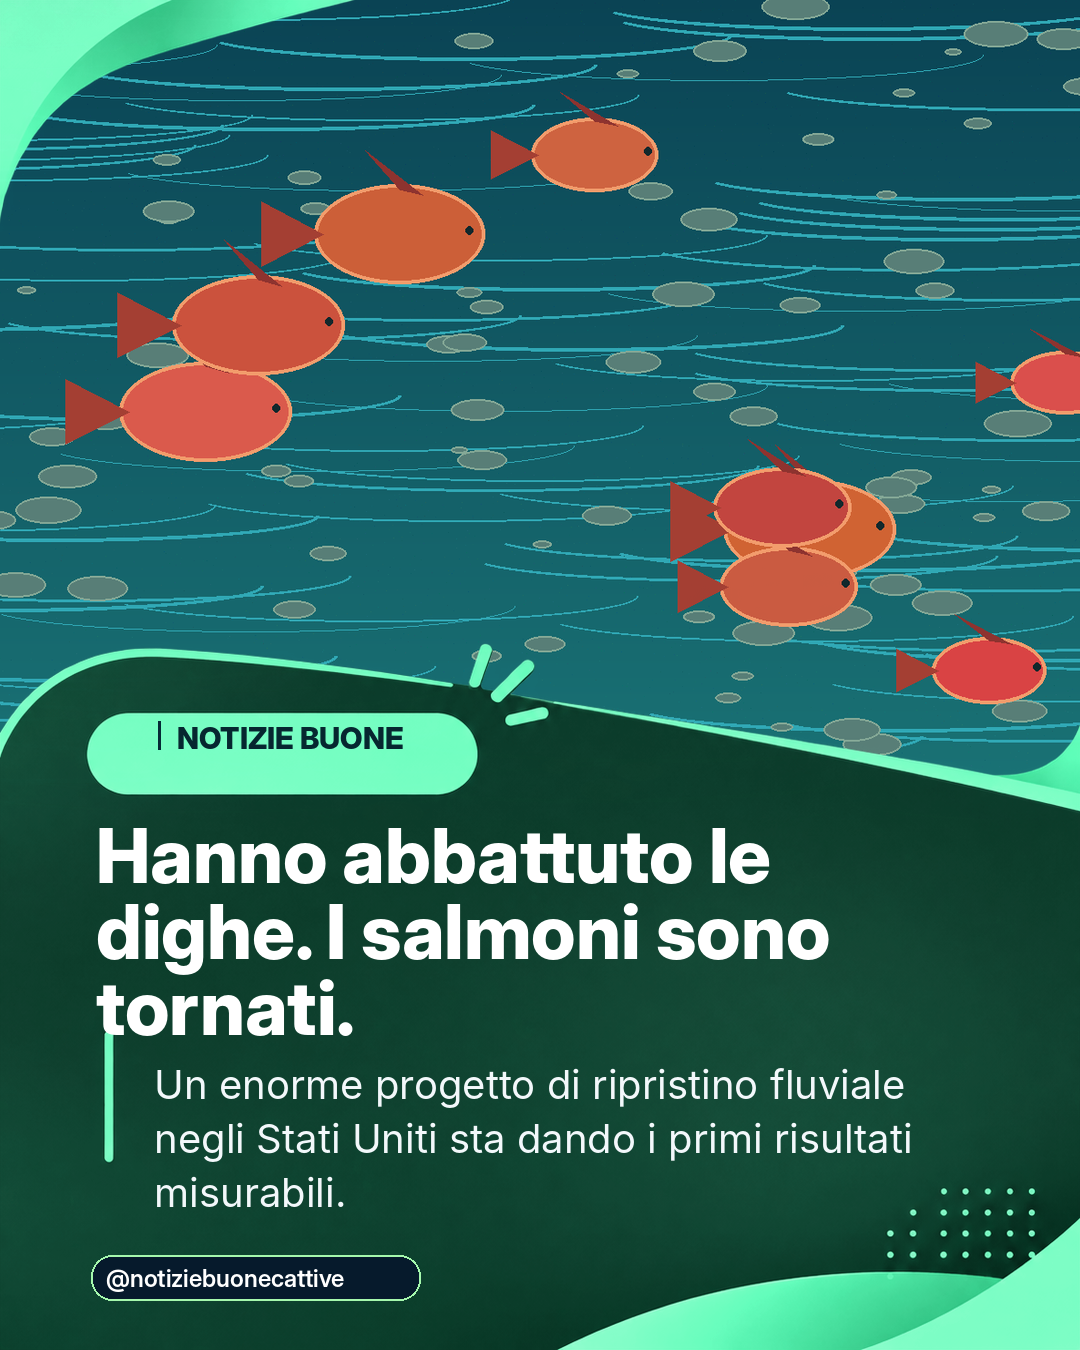 NOTIZIE BUONE
Hanno abbattuto le
dighe. I salmoni sono
tornati.
Un enorme progetto di ripristino fluviale
negli Stati Uniti sta dando i primi risultati
misurabili.
@notiziebuonecattive